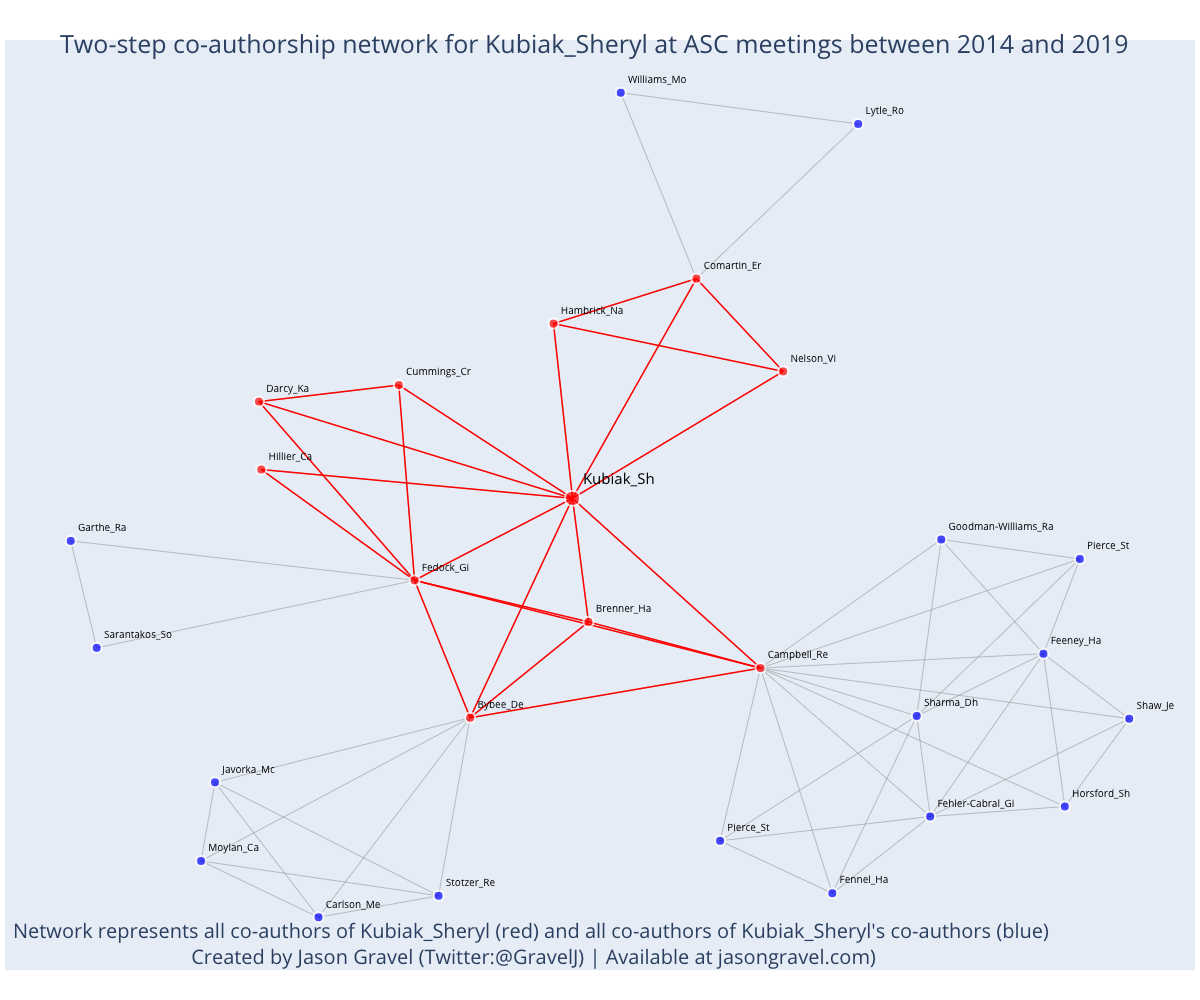 Two-step co-authorship network for Kubiak_Sheryl at ASC meetings between 2014 and 2019
Williams_Mo
Lytle_Ro
Comartin_Er
Hambrick_Na
Nelson_Vi
Cummings_Cr
Darcy_Ka
Hillier_Ca
Kubiak_Sh
Garthe_Ra
Goodman-Williams_Ra
Pierce_St
Fedock_Gi
Brenner_Ha
Sarantakos_So
Feeney_Ha
Campbell_Re
Bybee_De
Sharma_Dh
Shaw_Je
Javorka_Mc
Horsford_Sh
Fehler-Cabral_Gi
Pierce_St
Moylan_Ca
Stotzer_Re
Fennel_Ha
Carlson_Me
Network represents all co-authors of Kubiak_Sheryl (red) and all co-authors of Kubiak_Sheryl's co-authors (blue)
Created by Jason Gravel (Twitter:@GravelJ) | Available at jasongravel.com)